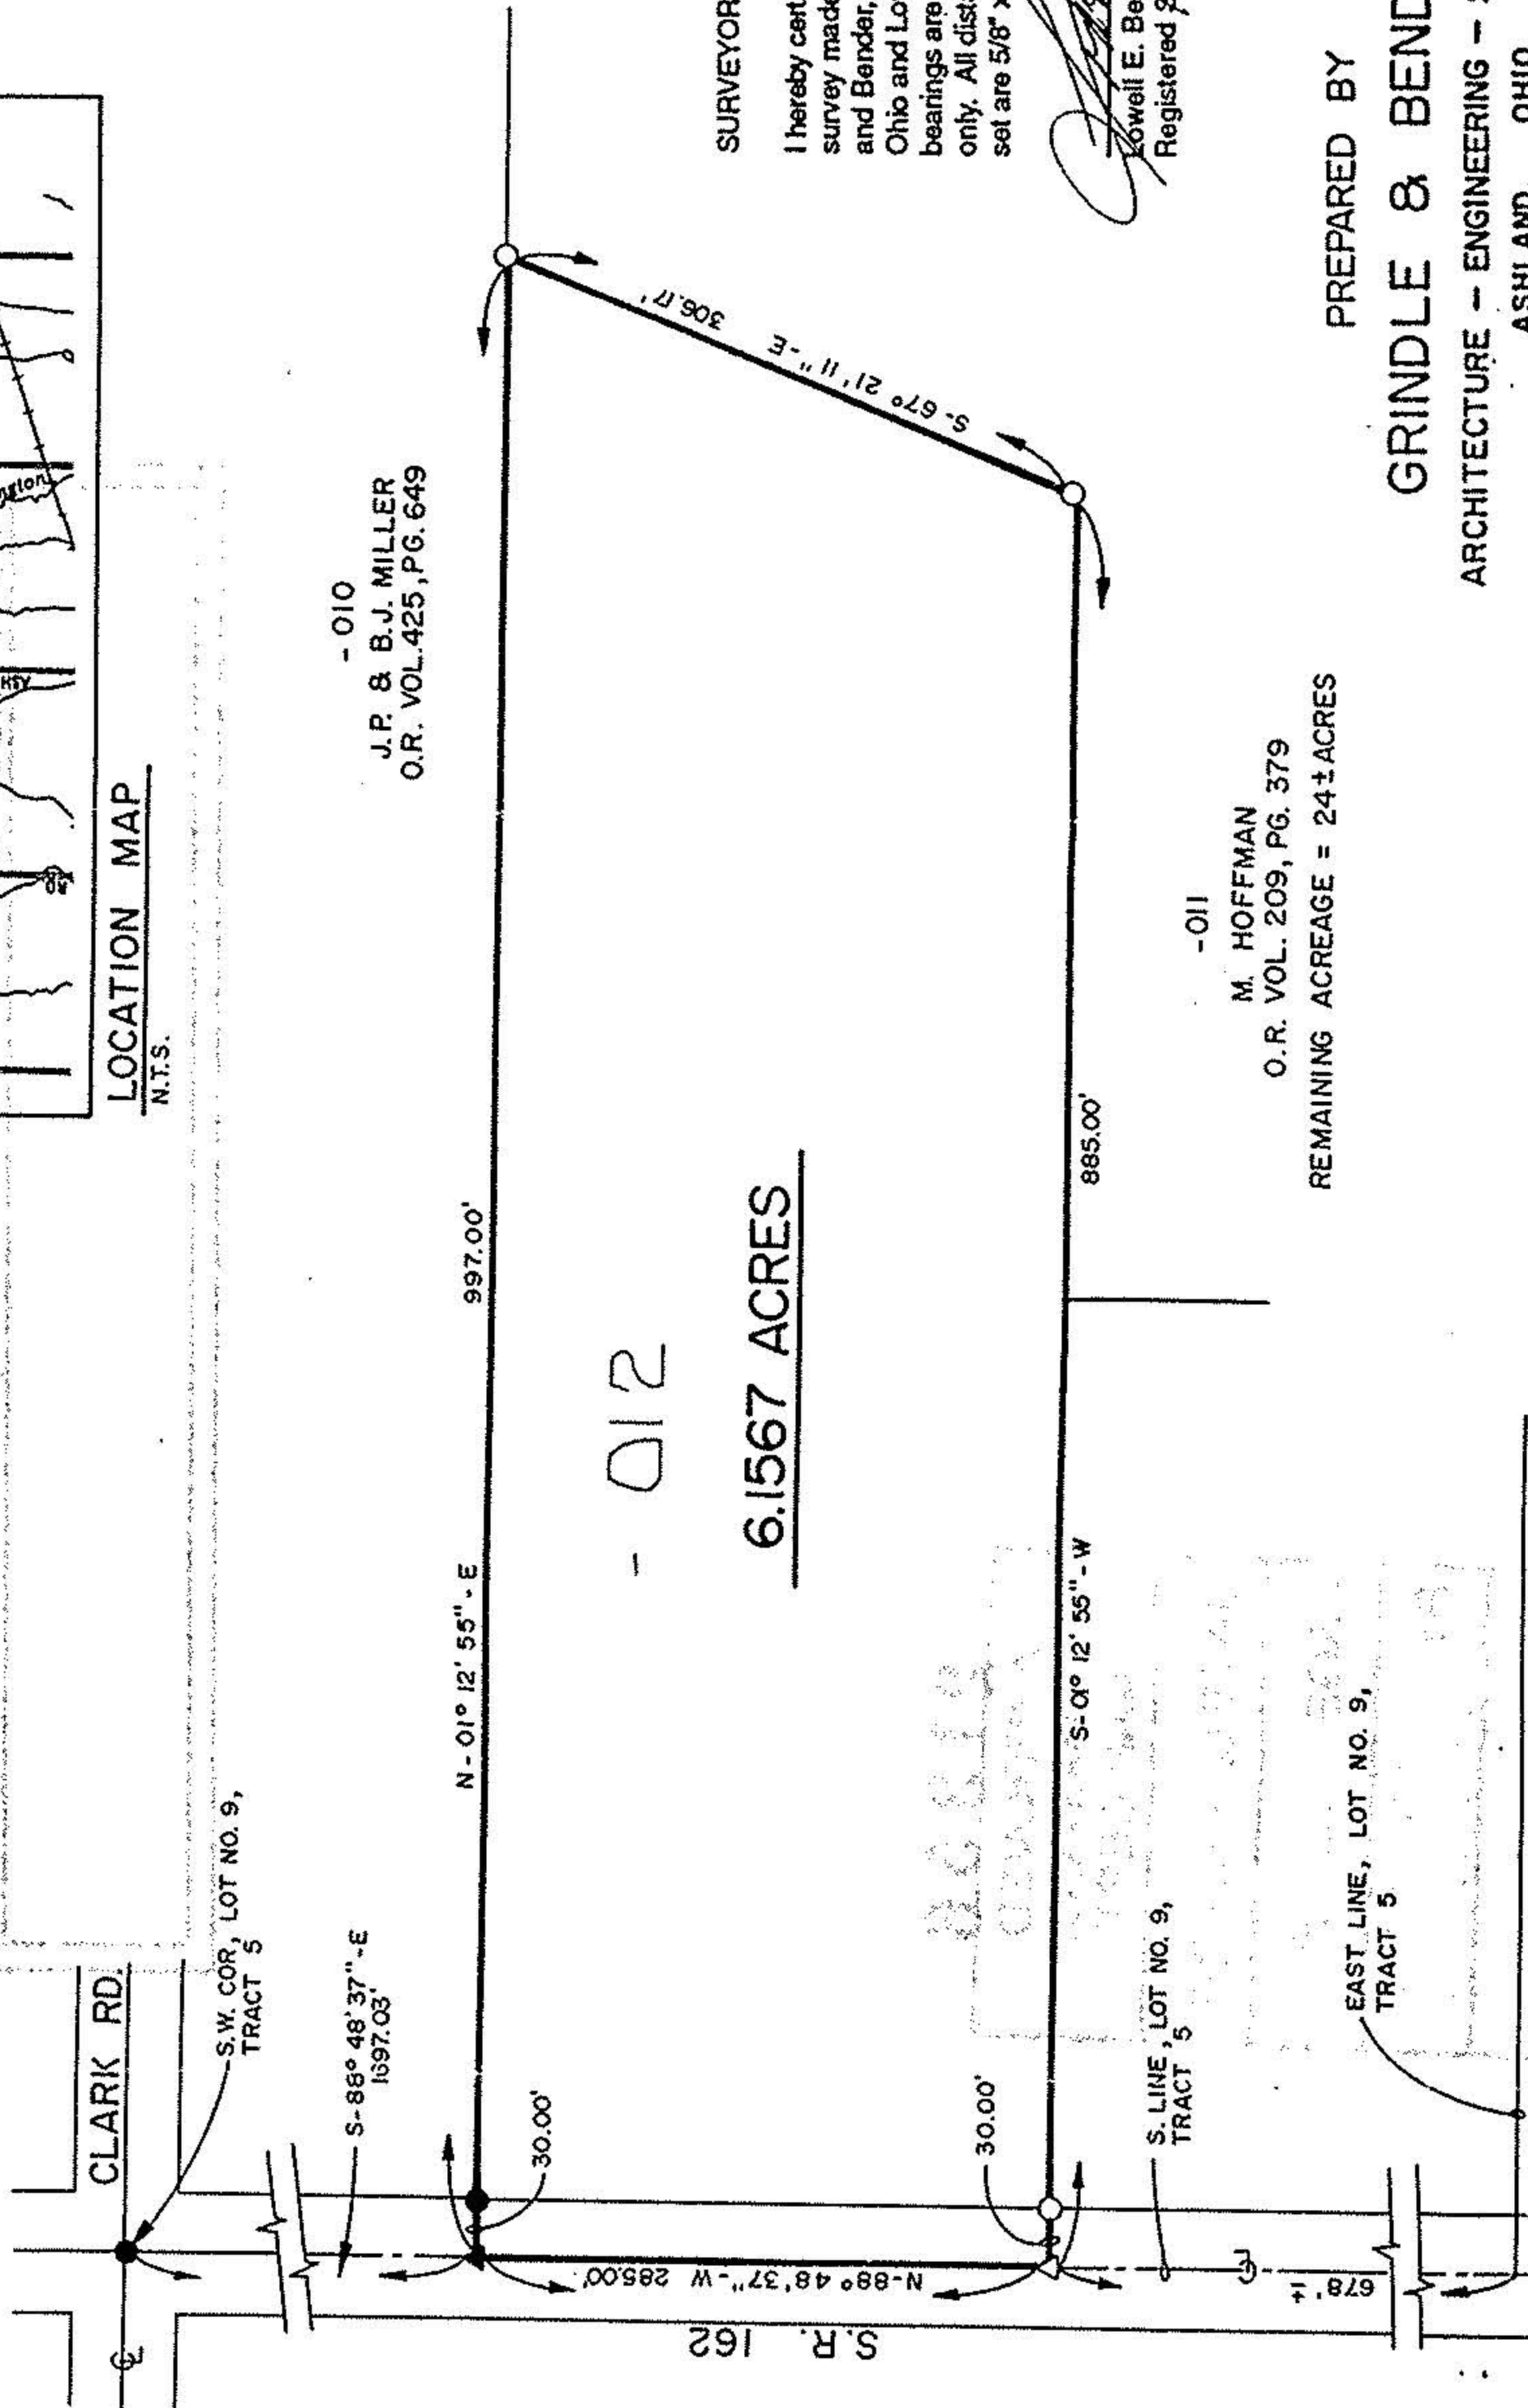 LOCATION MAP
N.T.S.
CLARK RD.
S.W. COR, LOT NO. 9,
TRACT 5
S-88° 48' 37"-E
1697.03'
- 010
J.P. & B.J. MILLER
O.R. VOL. 425, PG. 649
N-01° 12' 55"-E
997.00'
S-67° 21' 11"-E 306.17'
- 012
6.1567 ACRES
30.00'
30.00'
N-88° 48' 37"-W 285.00'
S.R. 162
S-01° 12' 55"-W
885.00'
S. LINE, LOT NO. 9,
TRACT 5
678'±
EAST LINE, LOT NO. 9,
TRACT 5
-011
M. HOFFMAN
O.R. VOL. 209, PG. 379
REMAINING ACREAGE = 24± ACRES
SURVEYOR
I hereby cert
survey made
and Bender,
Ohio and Lo
bearings are
only. All dist
set are 5/8" x
Lowell E. Be
Registered
PREPARED BY
GRINDLE & BEND
ARCHITECTURE - ENGINEERING -
ASHLAND, OHIO